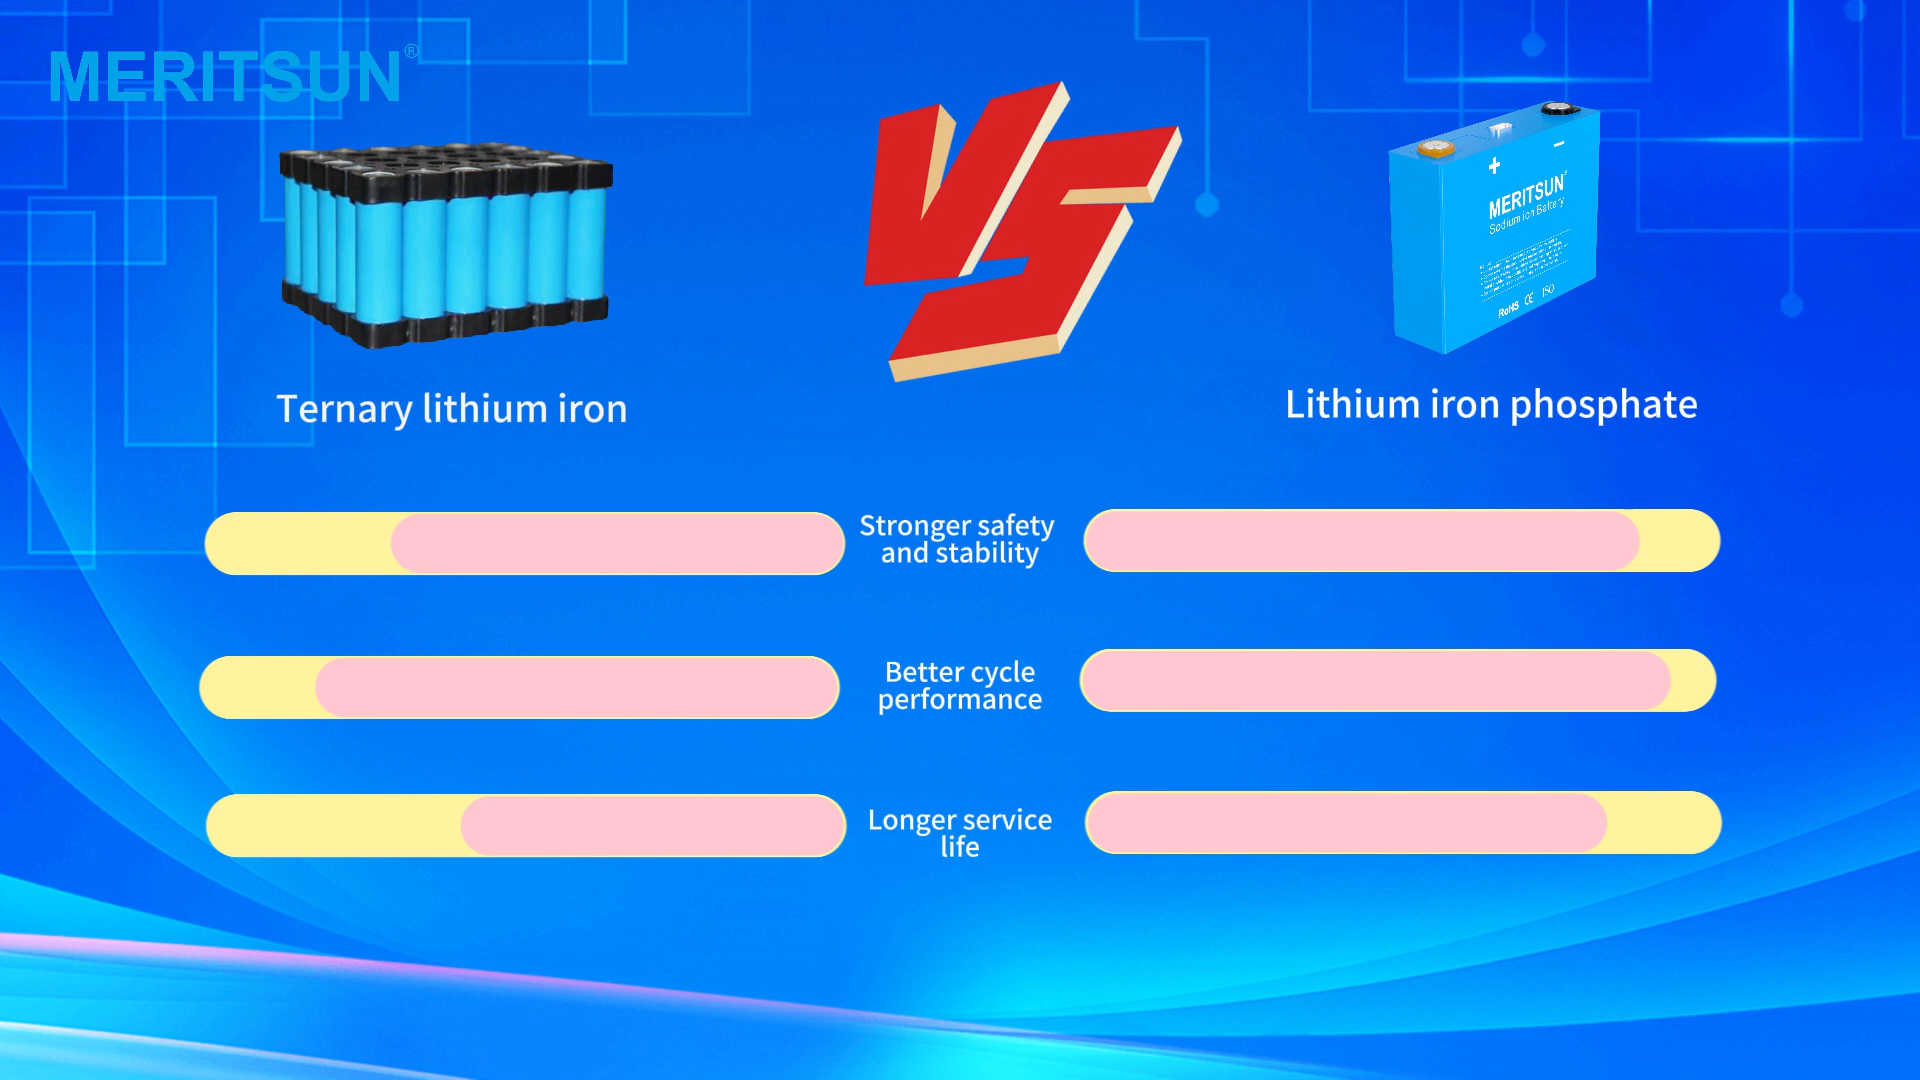 MERITSUN®
VS
+ −
MERITSUN®
Sodium ion Battery
RoHS CE ISO
Ternary lithium iron
Lithium iron phosphate
Stronger safety
and stability
Better cycle
performance
Longer service
life